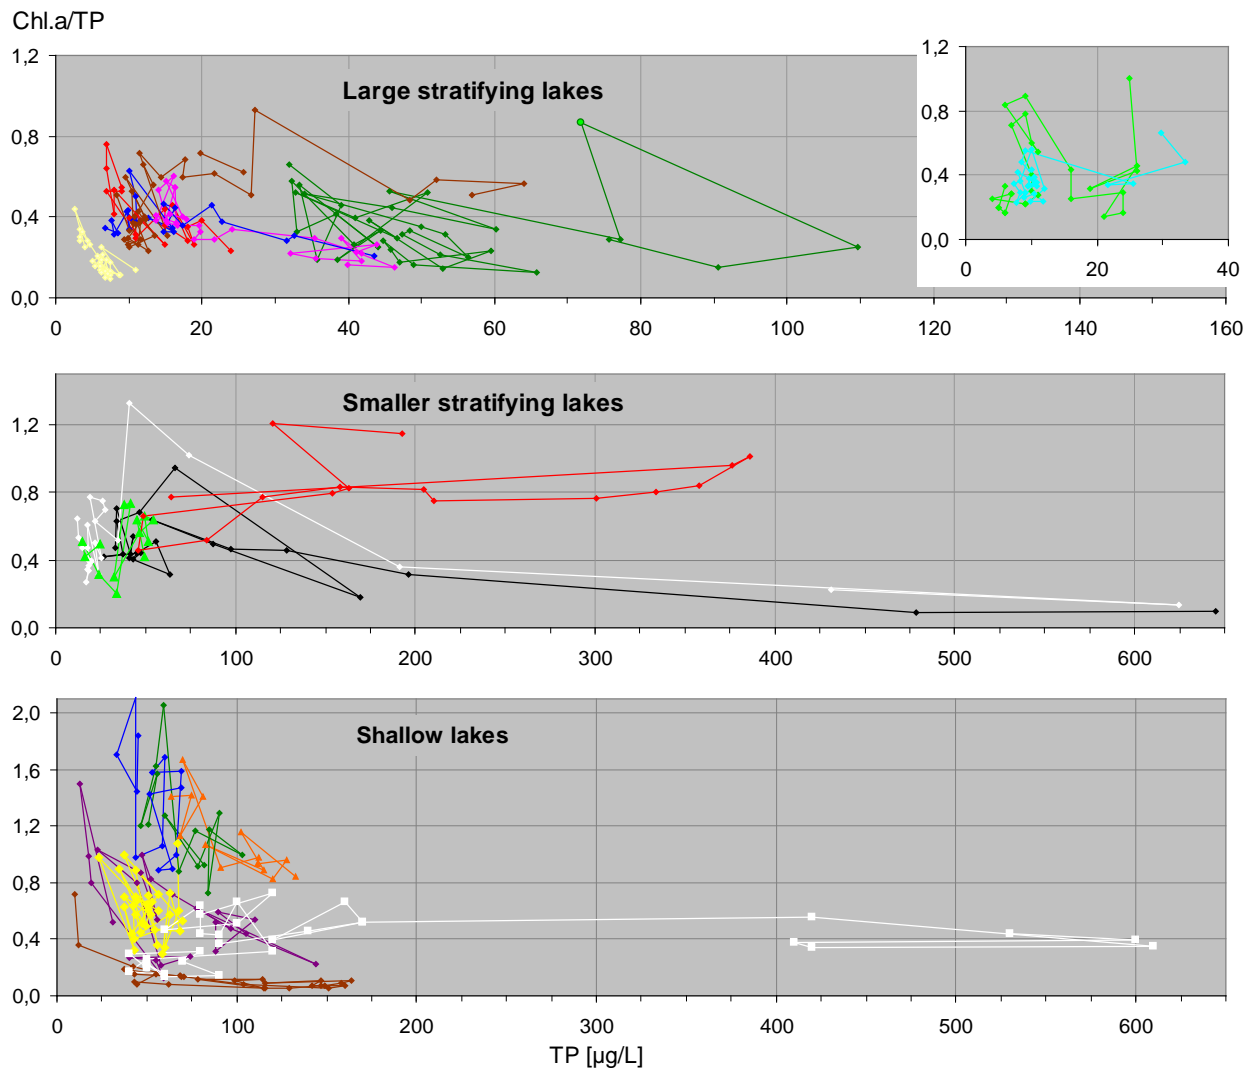 Chl.a/TP
1,2
0,8
0,4
0,0
Large stratifying lakes
0 20 40 60 80 100 120 140 160
1,2
0,8
0,4
0,0
0 20 40
Smaller stratifying lakes
1,2
0,8
0,4
0,0
0 100 200 300 400 500 600
Shallow lakes
2,0
1,6
1,2
0,8
0,4
0,0
0 100 200 300 400 500 600
TP [µg/L]